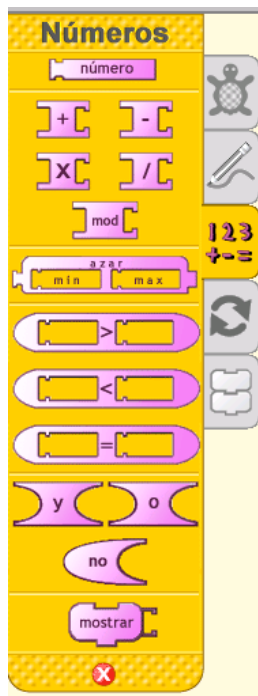 Números
número
+ -
x /
mod
azar
mín max
>
<
=
y o
no
mostrar
x
123
+-=